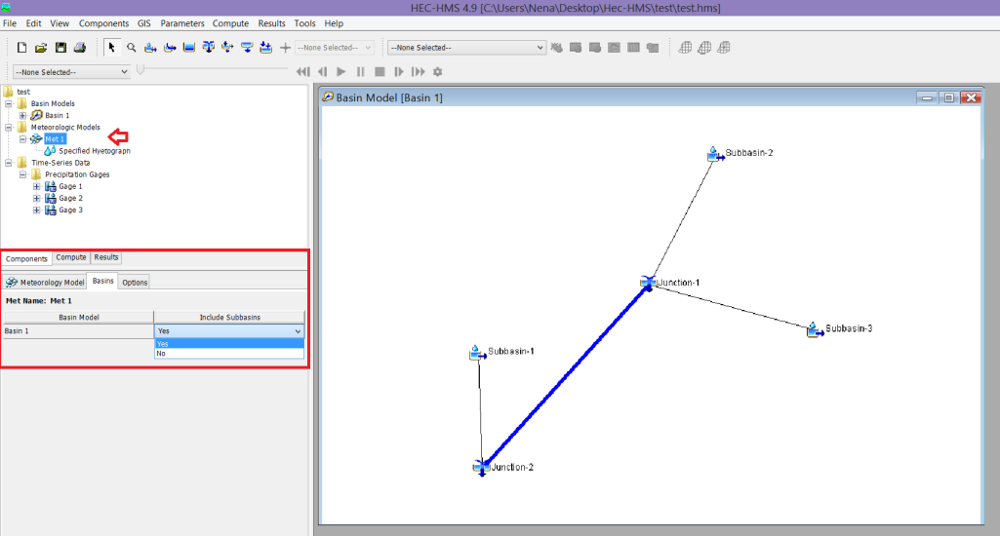 HEC-HMS 4.9 [C:\Users\Nena\Desktop\Hec-HMS\test\test.hms]
File Edit View Components GIS Parameters Compute Results Tools Help
--None Selected-- --None Selected--
--None Selected--
test
Basin Models
Basin 1
Meteorologic Models
Met 1
Specified Hyetograph
Time-Series Data
Precipitation Gages
Gage 1
Gage 2
Gage 3
Components Compute Results
Meteorology Model Basins Options
Met Name: Met 1
Basin Model Include Subbasins
Basin 1 Yes
Yes
No
Basin Model [Basin 1]
Subbasin-2
Junction-1
Subbasin-3
Subbasin-1
Junction-2